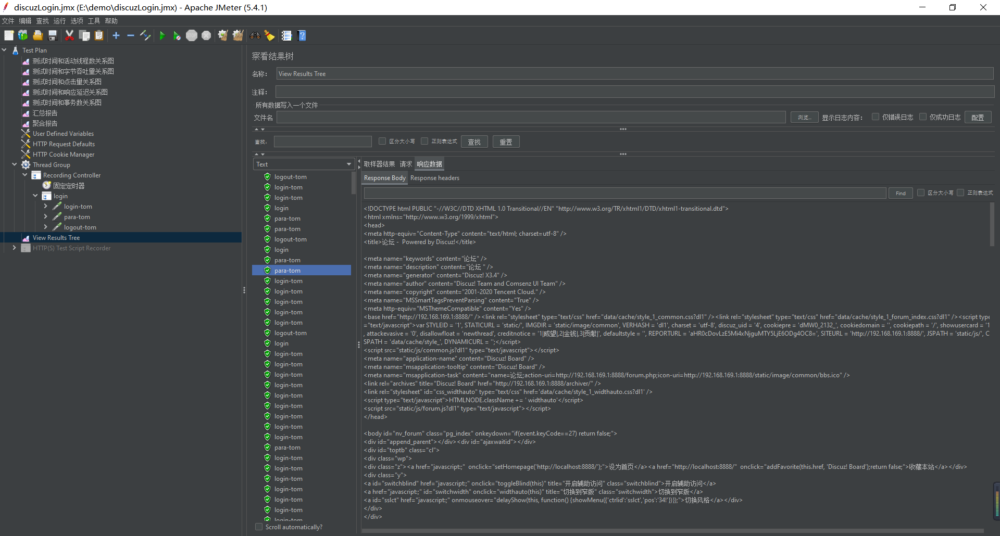 discuzLogin.jmx (E:\demo\discuzLogin.jmx) - Apache JMeter (5.4.1)
文件 编辑 查找 运行 选项 工具 帮助
Test Plan
测试时间和活动线程数关系图
测试时间和字节吞吐量关系图
测试时间和点击量关系图
测试时间和响应延迟关系图
测试时间和事务数关系图
汇总报告
聚合报告
User Defined Variables
HTTP Request Defaults
HTTP Cookie Manager
Thread Group
Recording Controller
固定定时器
login
login-tom
para-tom
logout-tom
View Results Tree
HTTP(S) Test Script Recorder
察看结果树
名称： View Results Tree
注释：
所有数据写入一个文件
文件名 浏览... 显示日志内容： 仅错误日志 仅成功日志 配置
查找： 区分大小写 正则表达式 查找 重置
Text
logout-tom
login-tom
login-tom
login
para-tom
para-tom
logout-tom
login
para-tom
para-tom
login-tom
login-tom
login-tom
login-tom
login-tom
logout-tom
login
login-tom
login-tom
login-tom
login-tom
login-tom
login-tom
login-tom
login-tom
login-tom
para-tom
login-tom
login-tom
login-tom
login-tom
login-tom
login-tom
login-tom
Scroll automatically?
取样器结果 请求 响应数据
Response Body Response headers
Find 区分大小写 正则表达式
<!DOCTYPE html PUBLIC "-//W3C//DTD XHTML 1.0 Transitional//EN" "http://www.w3.org/TR/xhtml1/DTD/xhtml1-transitional.dtd">
<html xmlns="http://www.w3.org/1999/xhtml">
<head>
<meta http-equiv="Content-Type" content="text/html; charset=utf-8" />
<title>论坛 -  Powered by Discuz!</title>
<meta name="keywords" content="论坛" />
<meta name="description" content="论坛 " />
<meta name="generator" content="Discuz! X3.4" />
<meta name="author" content="Discuz! Team and Comsenz UI Team" />
<meta name="copyright" content="2001-2020 Tencent Cloud." />
<meta name="MSSmartTagsPreventParsing" content="True" />
<meta http-equiv="MSThemeCompatible" content="Yes" />
<base href="http://192.168.169.1:8888/" /><link rel="stylesheet" type="text/css" href="data/cache/style_1_common.css?dl1" /><link rel="stylesheet" type="text/css" href="data/cache/style_1_forum_index.css?dl1" /><script type
="text/javascript">var STYLEID = '1', STATICURL = 'static/', IMGDIR = 'static/image/common', VERHASH = 'dl1', charset = 'utf-8', discuz_uid = '4', cookiepre = 'dMW0_2132_', cookiedomain = '', cookiepath = '/', showusercard = '1
', attackevasive = '0', disallowfloat = 'newthread', creditnotice = '1|威望|,2|金钱|,3|贡献|', defaultstyle = '', REPORTURL = 'aHR0cDovLzE5Mi4xNjguMTY5LjE6ODg4OC8=', SITEURL = 'http://192.168.169.1:8888/', JSPATH = 'static/js/', C
SPATH = 'data/cache/style_', DYNAMICURL = '';</script>
<script src="static/js/common.js?dl1" type="text/javascript"></script>
<meta name="application-name" content="Discuz! Board" />
<meta name="msapplication-tooltip" content="Discuz! Board" />
<meta name="msapplication-task" content="name=论坛;action-uri=http://192.168.169.1:8888/forum.php;icon-uri=http://192.168.169.1:8888/static/image/common/bbs.ico" />
<link rel="archives" title="Discuz! Board" href="http://192.168.169.1:8888/archiver/" />
<link rel="stylesheet" id="css_widthauto" type="text/css" href='data/cache/style_1_widthauto.css?dl1' />
<script type="text/javascript">HTMLNODE.className += ' widthauto'</script>
<script src="static/js/forum.js?dl1" type="text/javascript"></script>
</head>
<body id="nv_forum" class="pg_index" onkeydown="if(event.keyCode==27) return false;">
<div id="append_parent"></div><div id="ajaxwaitid"></div>
<div id="toptb" class="cl">
<div class="wp">
<div class="z"><a href="javascript:;"  onclick="setHomepage('http://localhost:8888/');">设为首页</a><a href="http://localhost:8888/"  onclick="addFavorite(this.href, 'Discuz! Board');return false;">收藏本站</a></div>
<div class="y">
<a id="switchblind" href="javascript:;" onclick="toggleBlind(this)" title="开启辅助访问" class="switchblind">开启辅助访问</a>
<a href="javascript:;" id="switchwidth" onclick="widthauto(this)" title="切换到窄版" class="switchwidth">切换到窄版</a>
<a id="sslct" href="javascript:;" onmouseover="delayShow(this, function() {showMenu({'ctrlid':'sslct','pos':'34!'})});">切换风格</a></div>
</div>
</div>